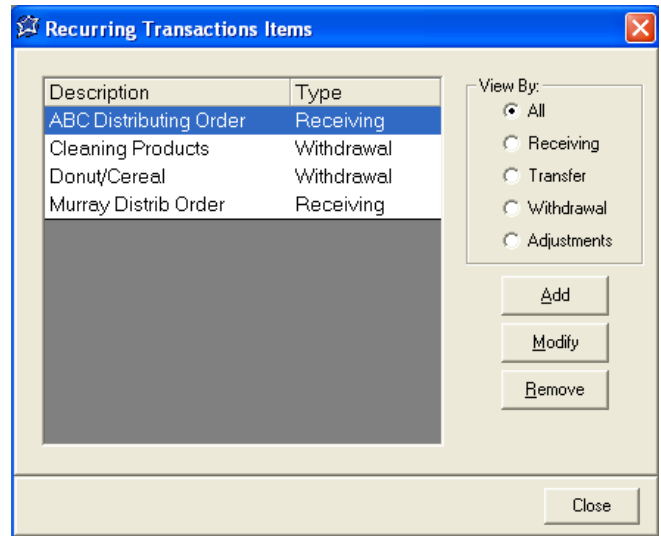 Recurring Transactions Items
Description Type
ABC Distributing Order Receiving
Cleaning Products Withdrawal
Donut/Cereal Withdrawal
Murray Distrib Order Receiving
View By:
All
Receiving
Transfer
Withdrawal
Adjustments
Add
Modify
Remove
Close